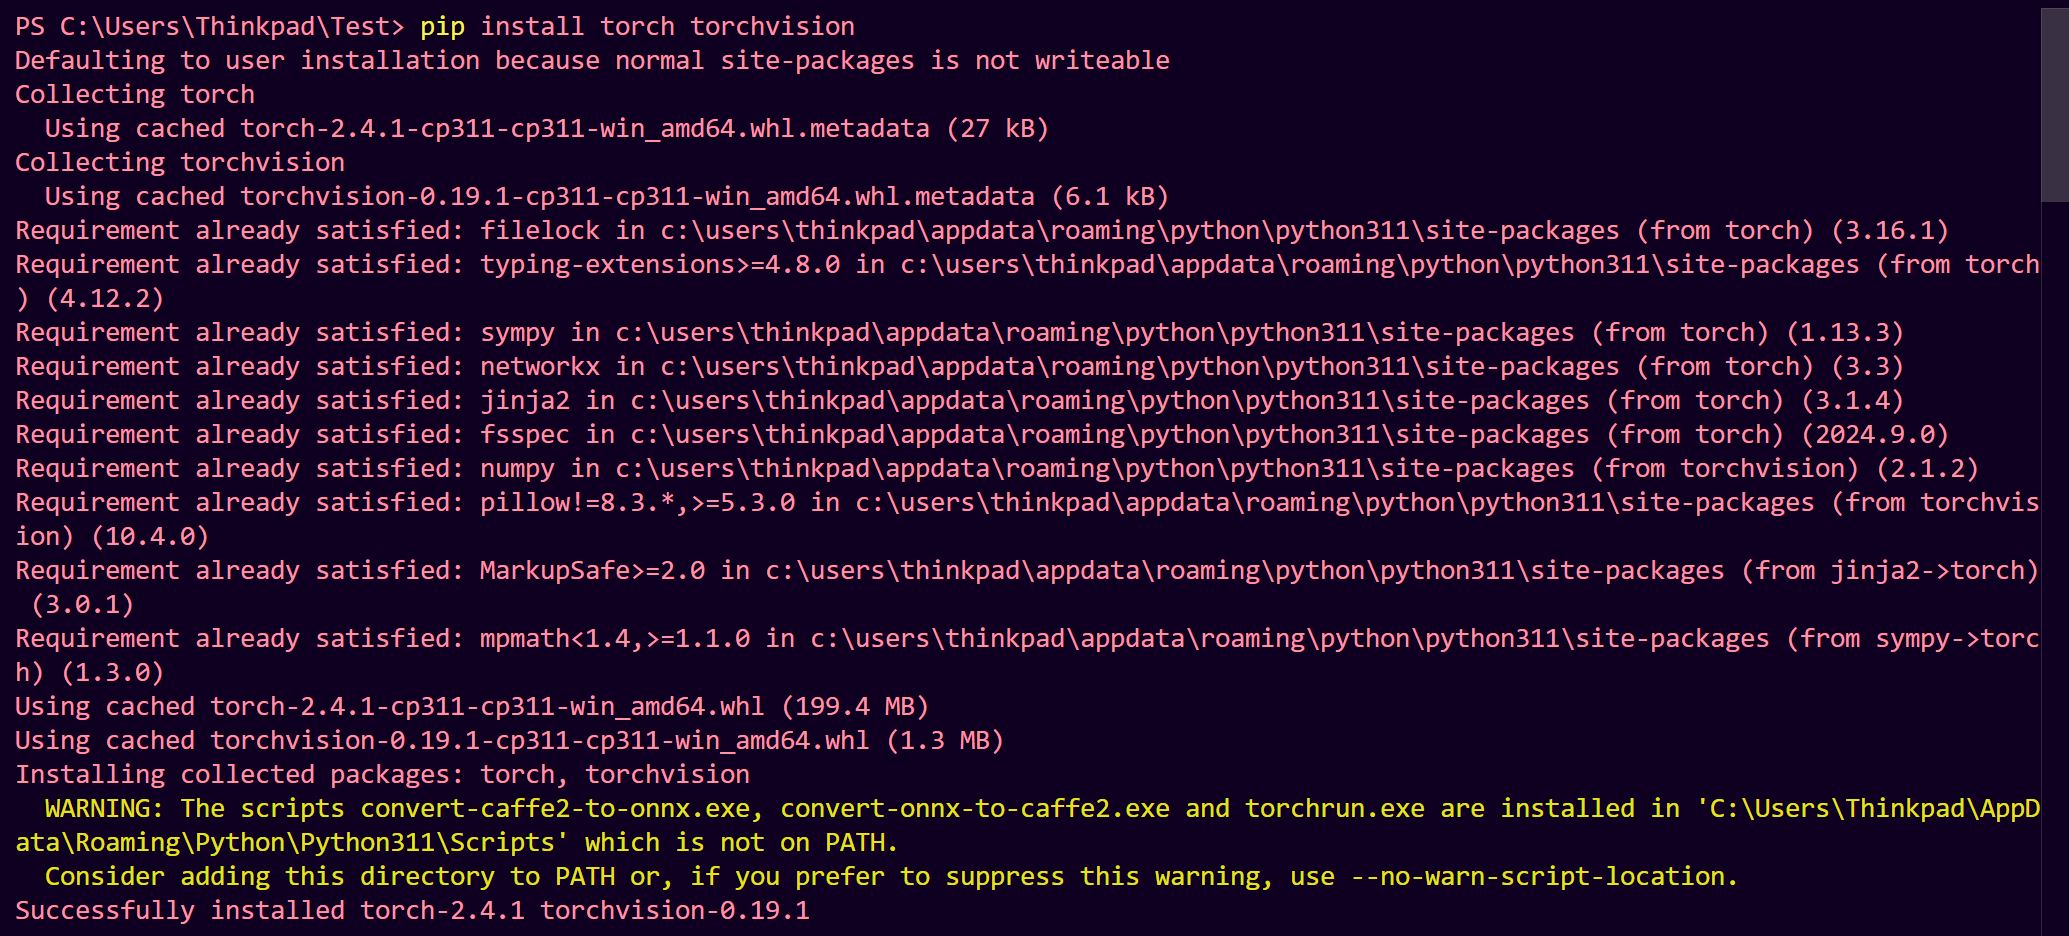 PS C:\Users\Thinkpad\Test> pip install torch torchvision
Defaulting to user installation because normal site-packages is not writeable
Collecting torch
  Using cached torch-2.4.1-cp311-cp311-win_amd64.whl.metadata (27 kB)
Collecting torchvision
  Using cached torchvision-0.19.1-cp311-cp311-win_amd64.whl.metadata (6.1 kB)
Requirement already satisfied: filelock in c:\users\thinkpad\appdata\roaming\python\python311\site-packages (from torch) (3.16.1)
Requirement already satisfied: typing-extensions>=4.8.0 in c:\users\thinkpad\appdata\roaming\python\python311\site-packages (from torch
) (4.12.2)
Requirement already satisfied: sympy in c:\users\thinkpad\appdata\roaming\python\python311\site-packages (from torch) (1.13.3)
Requirement already satisfied: networkx in c:\users\thinkpad\appdata\roaming\python\python311\site-packages (from torch) (3.3)
Requirement already satisfied: jinja2 in c:\users\thinkpad\appdata\roaming\python\python311\site-packages (from torch) (3.1.4)
Requirement already satisfied: fsspec in c:\users\thinkpad\appdata\roaming\python\python311\site-packages (from torch) (2024.9.0)
Requirement already satisfied: numpy in c:\users\thinkpad\appdata\roaming\python\python311\site-packages (from torchvision) (2.1.2)
Requirement already satisfied: pillow!=8.3.*,>=5.3.0 in c:\users\thinkpad\appdata\roaming\python\python311\site-packages (from torchvis
ion) (10.4.0)
Requirement already satisfied: MarkupSafe>=2.0 in c:\users\thinkpad\appdata\roaming\python\python311\site-packages (from jinja2->torch)
 (3.0.1)
Requirement already satisfied: mpmath<1.4,>=1.1.0 in c:\users\thinkpad\appdata\roaming\python\python311\site-packages (from sympy->torc
h) (1.3.0)
Using cached torch-2.4.1-cp311-cp311-win_amd64.whl (199.4 MB)
Using cached torchvision-0.19.1-cp311-cp311-win_amd64.whl (1.3 MB)
Installing collected packages: torch, torchvision
  WARNING: The scripts convert-caffe2-to-onnx.exe, convert-onnx-to-caffe2.exe and torchrun.exe are installed in 'C:\Users\Thinkpad\AppD
ata\Roaming\Python\Python311\Scripts' which is not on PATH.
  Consider adding this directory to PATH or, if you prefer to suppress this warning, use --no-warn-script-location.
Successfully installed torch-2.4.1 torchvision-0.19.1